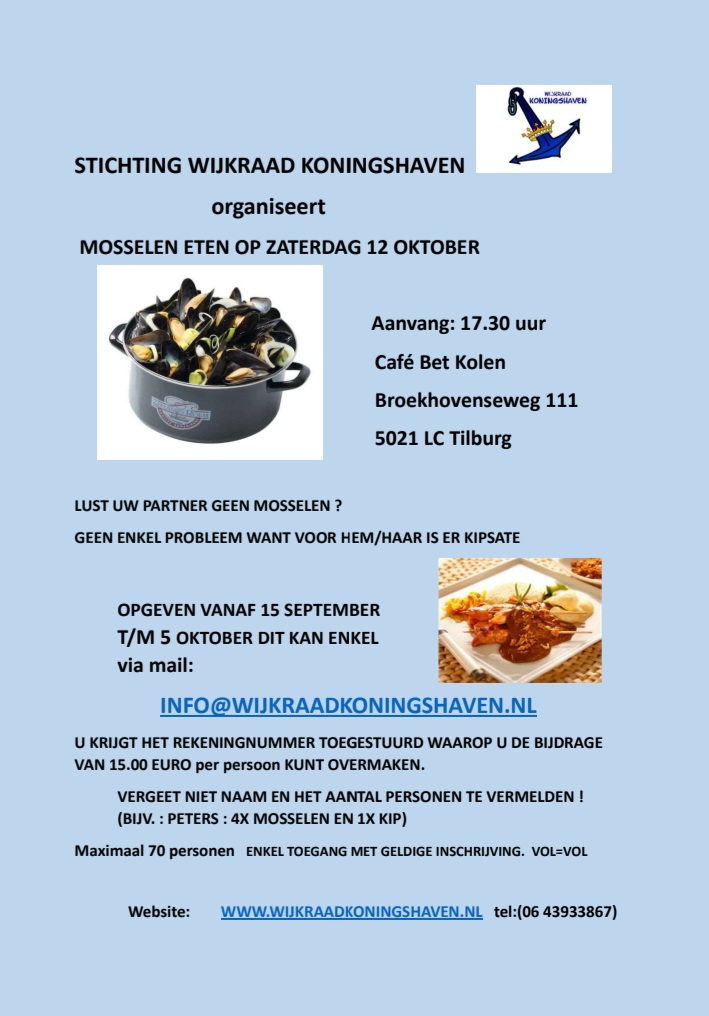 WIJKRAAD
KONINGSHAVEN
STICHTING WIJKRAAD KONINGSHAVEN
organiseert
MOSSELEN ETEN OP ZATERDAG 12 OKTOBER
Aanvang: 17.30 uur
Café Bet Kolen
Broekhovenseweg 111
5021 LC Tilburg
LUST UW PARTNER GEEN MOSSELEN ?
GEEN ENKEL PROBLEEM WANT VOOR HEM/HAAR IS ER KIPSATE
OPGEVEN VANAF 15 SEPTEMBER
T/M 5 OKTOBER DIT KAN ENKEL
via mail:
INFO@WIJKRAADKONINGSHAVEN.NL
U KRIJGT HET REKENINGNUMMER TOEGESTUURD WAAROP U DE BIJDRAGE
VAN 15.00 EURO per persoon KUNT OVERMAKEN.
VERGEET NIET NAAM EN HET AANTAL PERSONEN TE VERMELDEN !
(BIJV. : PETERS : 4X MOSSELEN EN 1X KIP)
Maximaal 70 personen ENKEL TOEGANG MET GELDIGE INSCHRIJVING. VOL=VOL
Website: WWW.WIJKRAADKONINGSHAVEN.NL tel:(06 43933867)